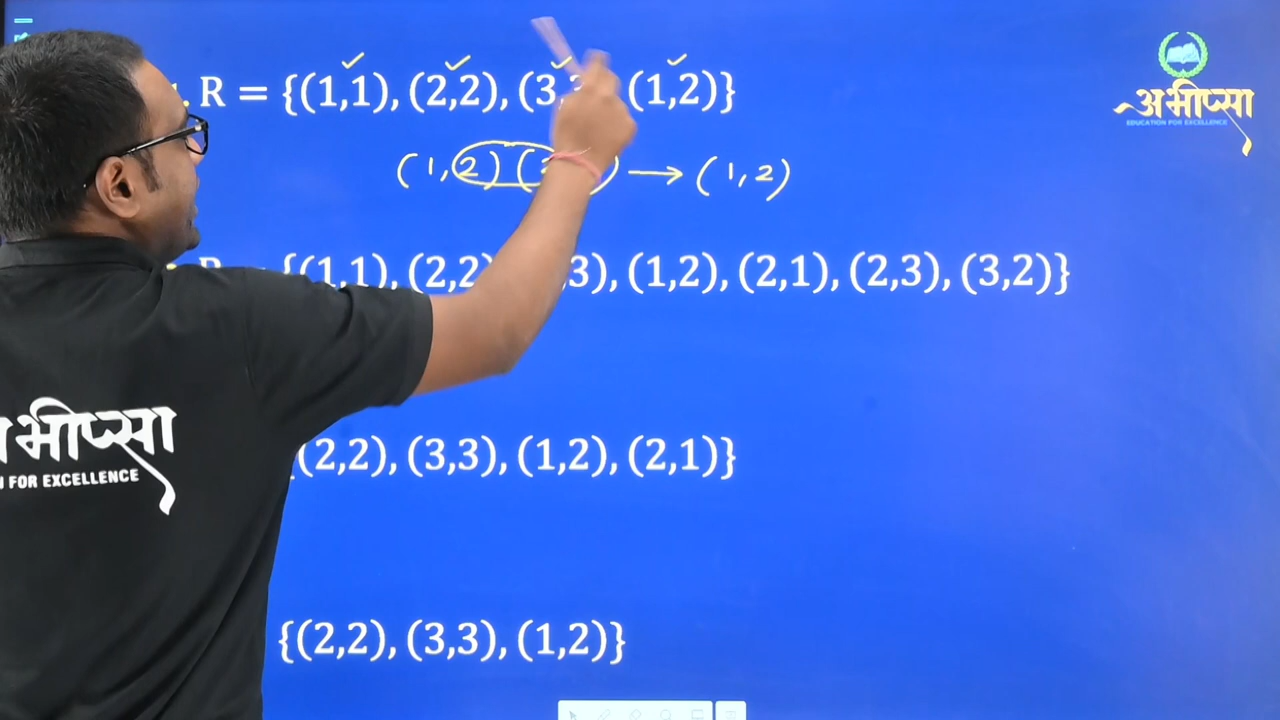 R = {(1,1), (2,2), (3, (1,2)}
अभीप्सा
EDUCATION FOR EXCELLENCE
(1,2) ( ) → (1,2)
= {(1,1), (2,2) 3), (1,2), (2,1), (2,3), (3,2)}
भीप्सा
FOR EXCELLENCE
(2,2), (3,3), (1,2), (2,1)}
{(2,2), (3,3), (1,2)}